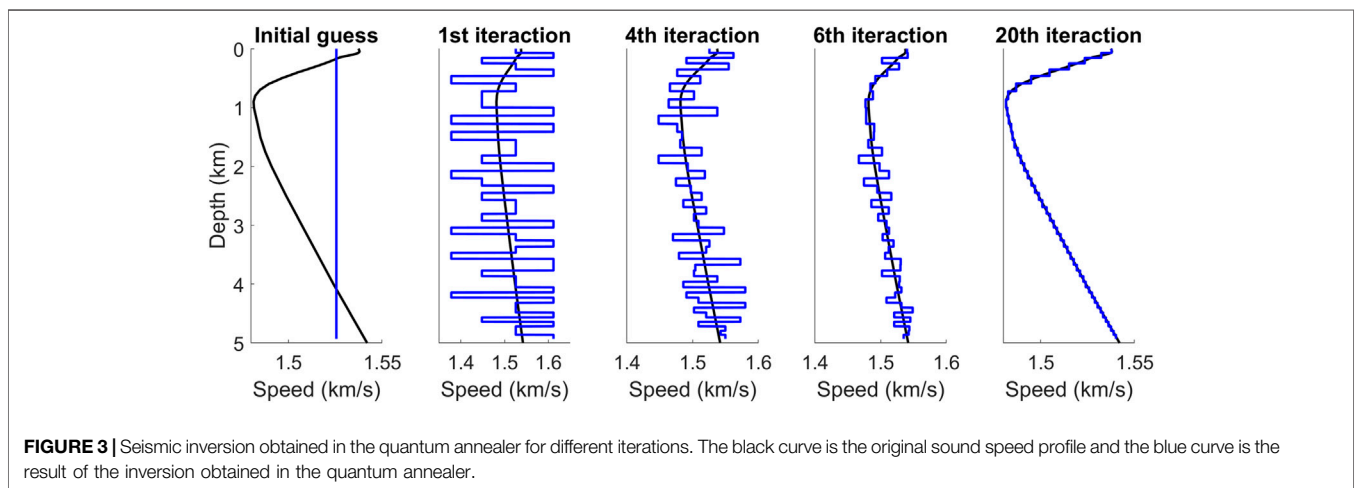 Initial guess 1st iteraction 4th iteraction 6th iteraction 20th iteraction
0
1
2
3
4
5
Depth (km)
1.5 1.55 1.4 1.5 1.6 1.4 1.5 1.6 1.4 1.5 1.6 1.5 1.55
Speed (km/s) Speed (km/s) Speed (km/s) Speed (km/s) Speed (km/s)
FIGURE 3 | Seismic inversion obtained in the quantum annealer for different iterations. The black curve is the original sound speed profile and the blue curve is the
result of the inversion obtained in the quantum annealer.